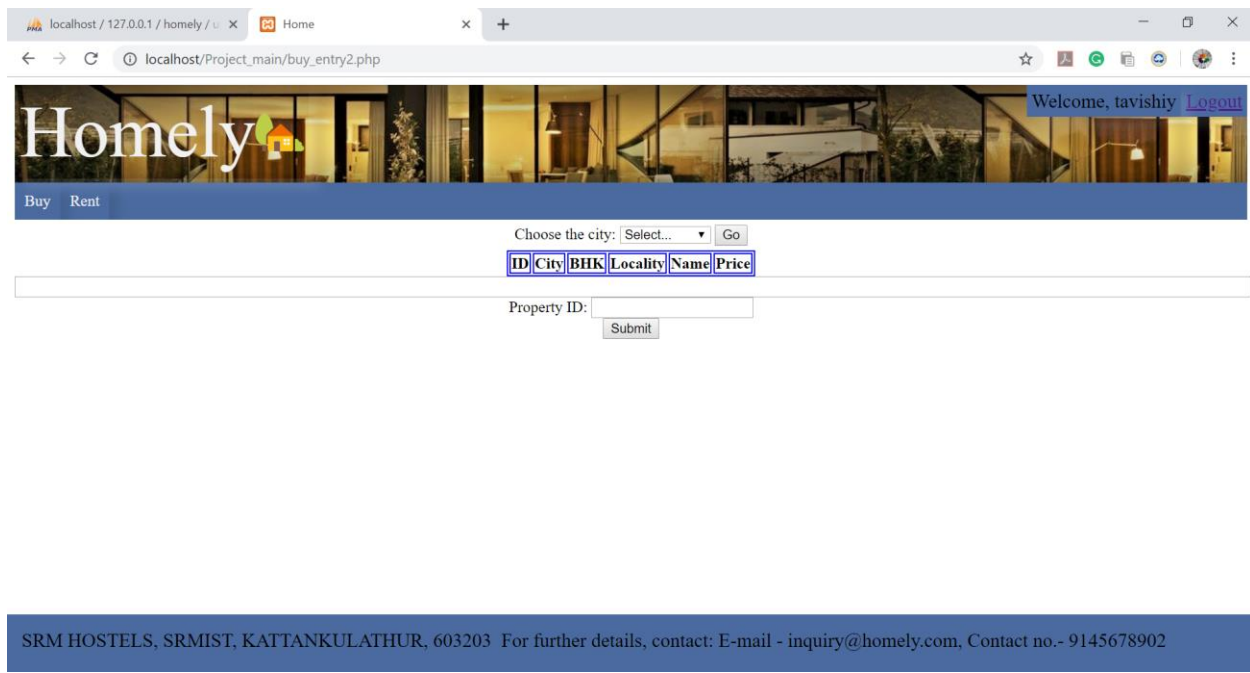 localhost / 127.0.0.1 / homely / u
Home
localhost/Project_main/buy_entry2.php
Homely
Welcome, tavishiy Logout
Buy Rent
Choose the city: Select... Go
ID City BHK Locality Name Price
Property ID:
Submit
SRM HOSTELS, SRMIST, KATTANKULATHUR, 603203 For further details, contact: E-mail - inquiry@homely.com, Contact no.- 9145678902